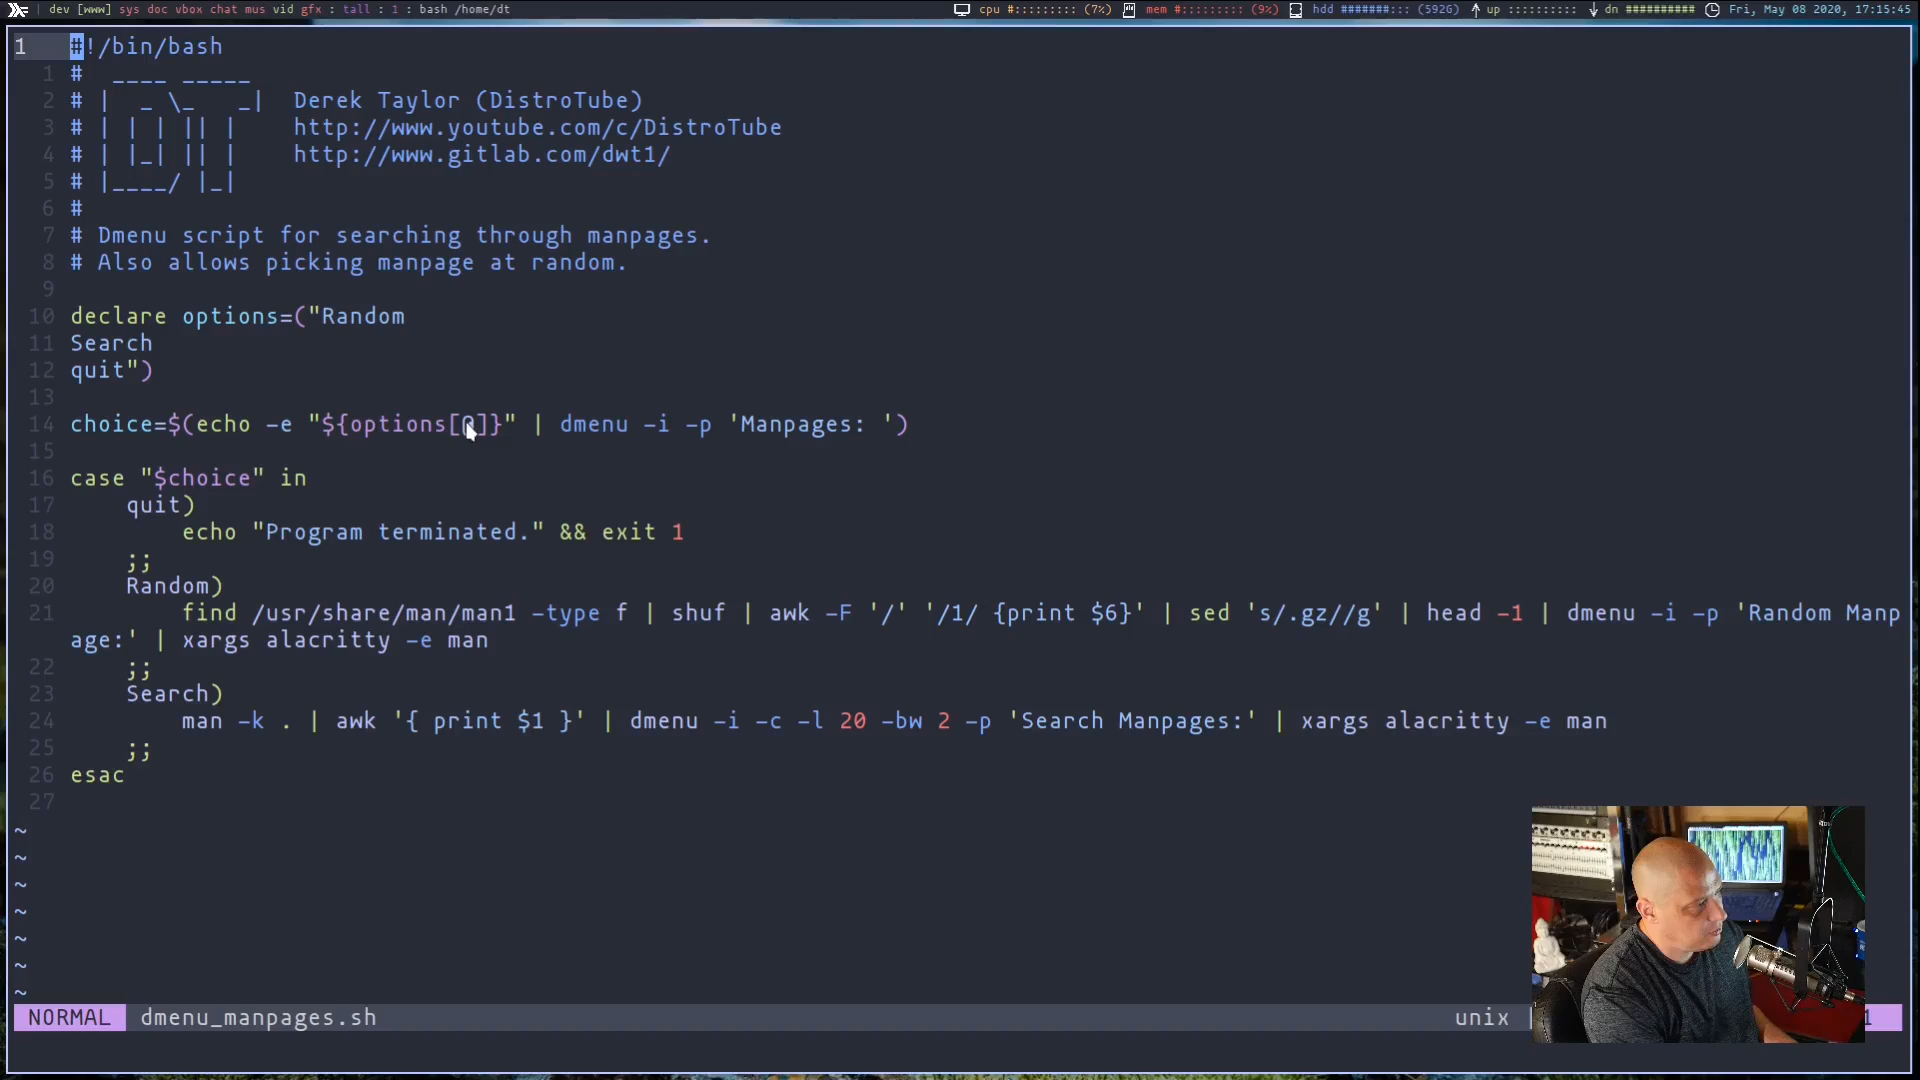 dev [www] sys doc vbox chat mus vid gfx : tall : 1 : bash /home/dt cpu #::::::::: (7%) mem #::::::::: (9%) hdd #######::: (592G) up :::::::::: dn ########## Fri, May 08 2020, 17:15:45
1 #!/bin/bash
1 #  ____ _____
2 # |  _ \_   _|  Derek Taylor (DistroTube)
3 # | | | || |    http://www.youtube.com/c/DistroTube
4 # | |_| || |    http://www.gitlab.com/dwt1/
5 # |____/ |_|
6 #
7 # Dmenu script for searching through manpages.
8 # Also allows picking manpage at random.
9
10 declare options=("Random
11 Search
12 quit")
13
14 choice=$(echo -e "${options[@]}" | dmenu -i -p 'Manpages: ')
15
16 case "$choice" in
17     quit)
18         echo "Program terminated." && exit 1
19     ;;
20     Random)
21         find /usr/share/man/man1 -type f | shuf | awk -F '/' '/1/ {print $6}' | sed 's/.gz//g' | head -1 | dmenu -i -p 'Random Manp
age:' | xargs alacritty -e man
22     ;;
23     Search)
24         man -k . | awk '{ print $1 }' | dmenu -i -c -l 20 -bw 2 -p 'Search Manpages:' | xargs alacritty -e man
25     ;;
26 esac
27
~
~
~
~
~
~
~
NORMAL dmenu_manpages.sh unix |